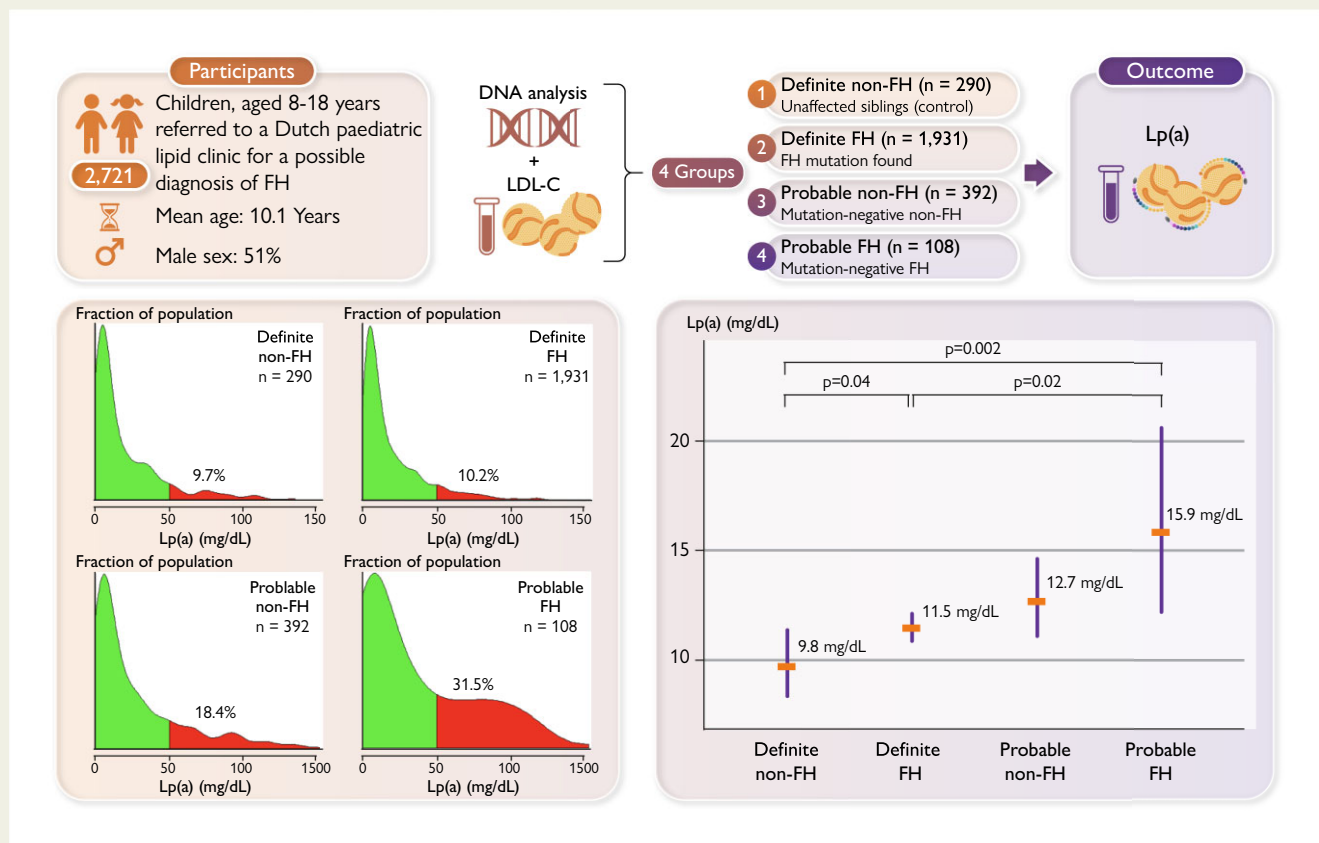 Participants
Children, aged 8-18 years
referred to a Dutch paediatric
lipid clinic for a possible
diagnosis of FH
2,721
Mean age: 10.1 Years
Male sex: 51%
DNA analysis
+
LDL-C
4 Groups
1
Definite non-FH (n = 290)
Unaffected siblings (control)
2
Definite FH (n = 1,931)
FH mutation found
3
Probable non-FH (n = 392)
Mutation-negative non-FH
4
Probable FH (n = 108)
Mutation-negative FH
Outcome
Lp(a)
Fraction of population
Definite
non-FH
n = 290
9.7%
0 50 100 150
Lp(a) (mg/dL)
Fraction of population
Definite
FH
n = 1,931
10.2%
0 50 100 150
Lp(a) (mg/dL)
Fraction of population
Problable
non-FH
n = 392
18.4%
0 50 100 1500
Lp(a) (mg/dL)
Fraction of population
Problable
FH
n = 108
31.5%
0 50 100 1500
Lp(a) (mg/dL)
Lp(a) (mg/dL)
p=0.002
p=0.04
p=0.02
20
15
10
9.8 mg/dL
11.5 mg/dL
12.7 mg/dL
15.9 mg/dL
Definite
non-FH
Definite
FH
Probable
non-FH
Probable
FH